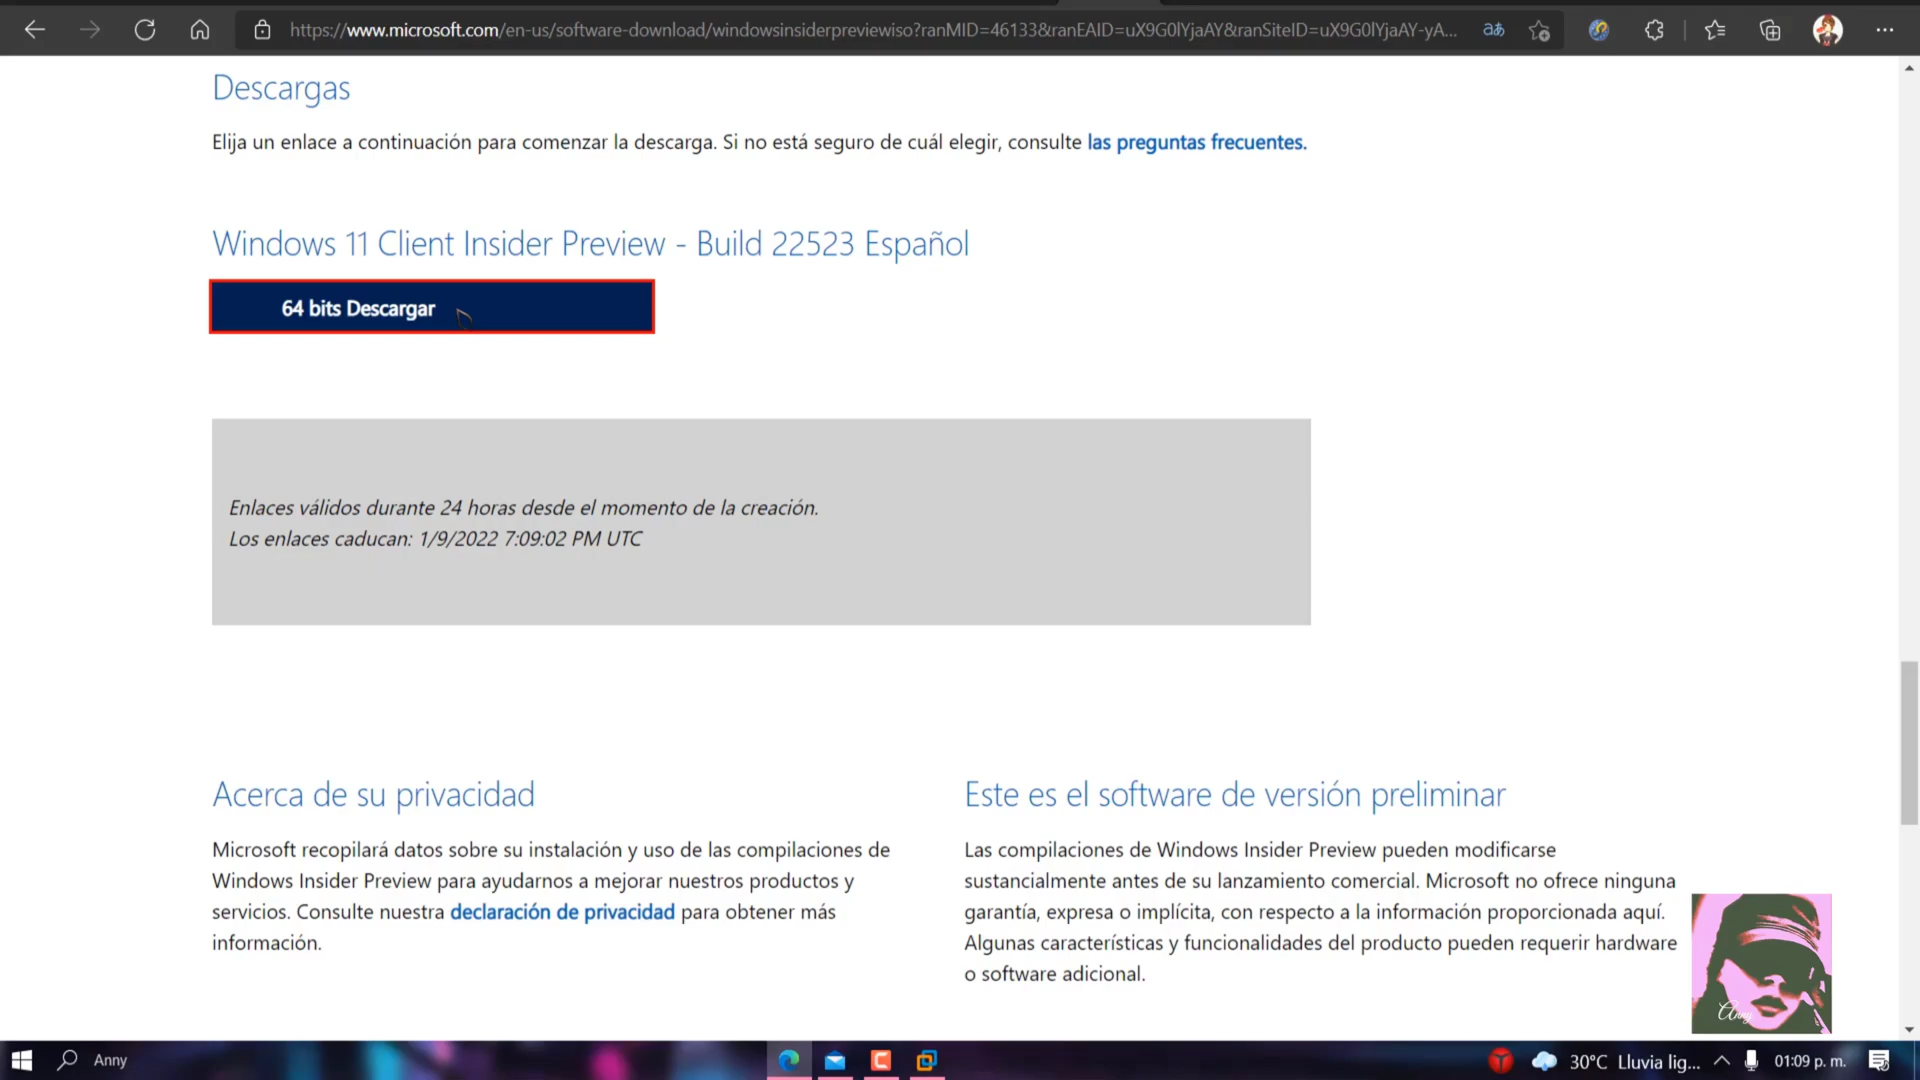 https://www.microsoft.com/en-us/software-download/windowsinsiderpreviewiso?ranMID=46133&ranEAID=uX9G0lYjaAY&ranSiteID=uX9G0lYjaAY-yA...
Descargas
Elija un enlace a continuación para comenzar la descarga. Si no está seguro de cuál elegir, consulte las preguntas frecuentes.
Windows 11 Client Insider Preview - Build 22523 Español
64 bits Descargar
Enlaces válidos durante 24 horas desde el momento de la creación.
Los enlaces caducan: 1/9/2022 7:09:02 PM UTC
Acerca de su privacidad
Microsoft recopilará datos sobre su instalación y uso de las compilaciones de
Windows Insider Preview para ayudarnos a mejorar nuestros productos y
servicios. Consulte nuestra declaración de privacidad para obtener más
información.
Este es el software de versión preliminar
Las compilaciones de Windows Insider Preview pueden modificarse
sustancialmente antes de su lanzamiento comercial. Microsoft no ofrece ninguna
garantía, expresa o implícita, con respecto a la información proporcionada aquí.
Algunas características y funcionalidades del producto pueden requerir hardware
o software adicional.
Anny
Anny
30°C Lluvia lig...
01:09 p. m.